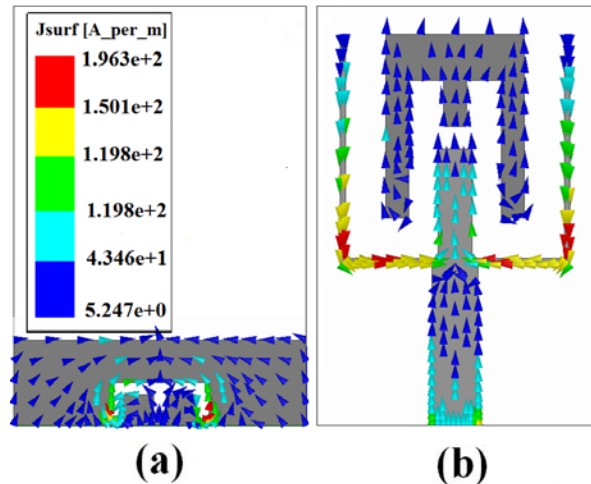 Jsurf [A_per_m]
1.963e+2
1.501e+2
1.198e+2
1.198e+2
4.346e+1
5.247e+0
(a)
(b)